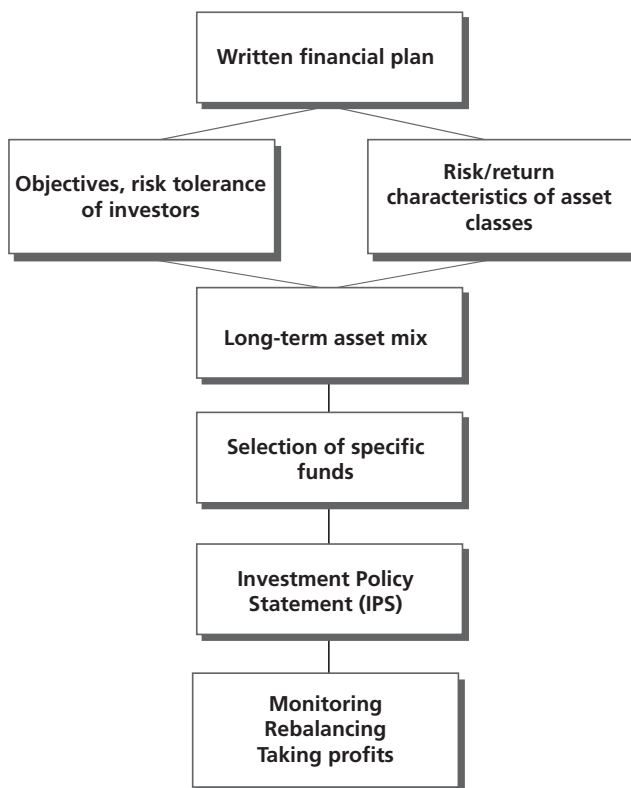 Written financial plan
Objectives, risk tolerance
of investors
Risk/return
characteristics of asset
classes
Long-term asset mix
Selection of specific
funds
Investment Policy
Statement (IPS)
Monitoring
Rebalancing
Taking profits